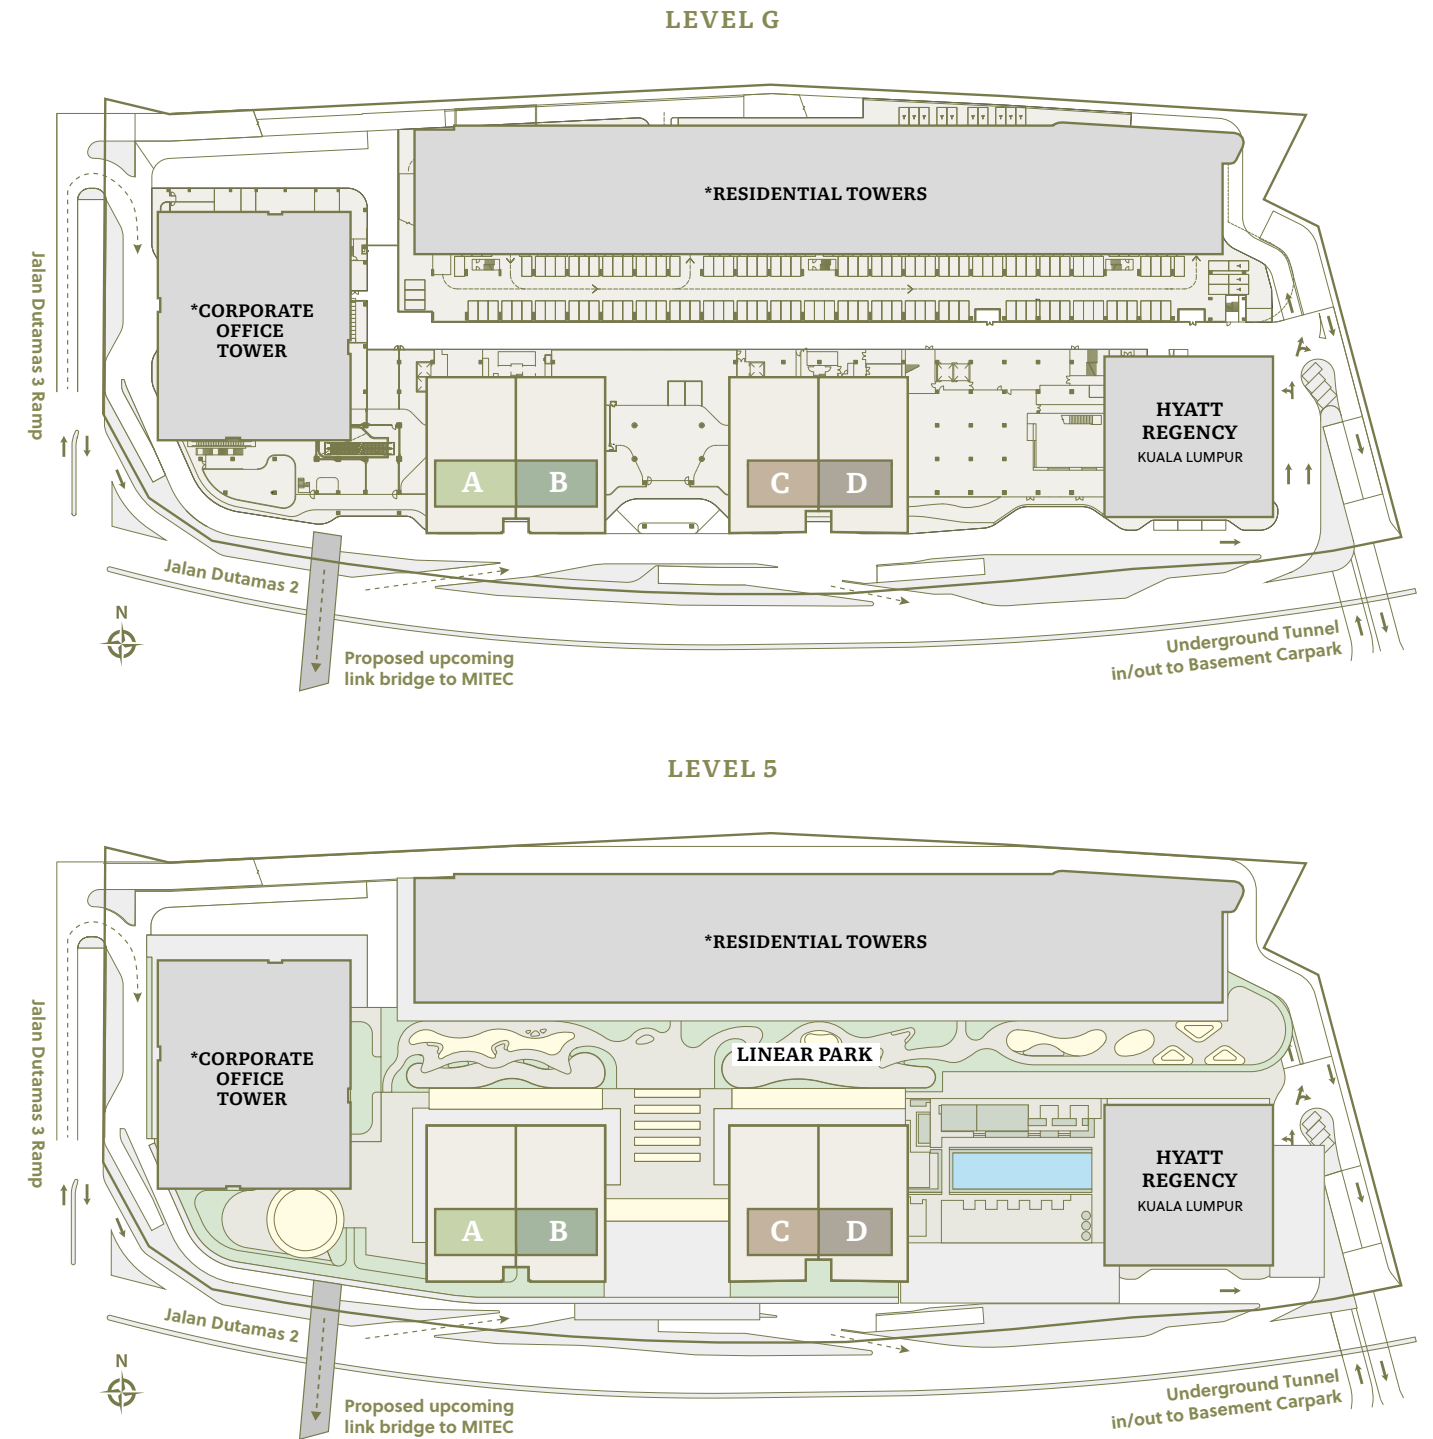 LEVEL G
*RESIDENTIAL TOWERS
Jalan Dutamas 3 Ramp
*CORPORATE
OFFICE
TOWER
HYATT
REGENCY
KUALA LUMPUR
A
B
C
D
Jalan Dutamas 2
N
Proposed upcoming
link bridge to MITEC
Underground Tunnel
in/out to Basement Carpark
LEVEL 5
*RESIDENTIAL TOWERS
Jalan Dutamas 3 Ramp
*CORPORATE
OFFICE
TOWER
LINEAR PARK
HYATT
REGENCY
KUALA LUMPUR
A
B
C
D
Jalan Dutamas 2
N
Proposed upcoming
link bridge to MITEC
Underground Tunnel
in/out to Basement Carpark